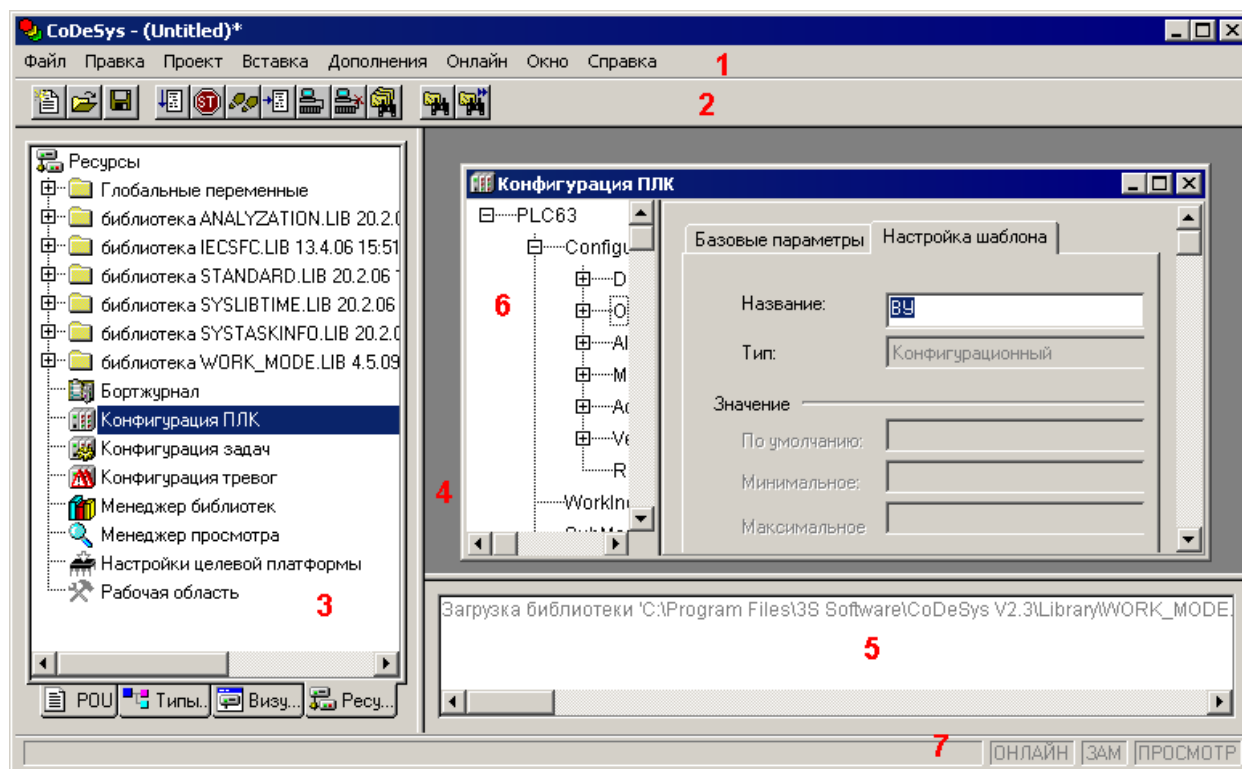 CoDeSys - (Untitled)*
Файл Правка Проект Вставка Дополнения Онлайн Окно Справка 1
2
Ресурсы
Глобальные переменные
библиотека ANALYZATION.LIB 20.2.0
библиотека IECSFC.LIB 13.4.06 15:51
библиотека STANDARD.LIB 20.2.06
библиотека SYSLIBTIME.LIB 20.2.06
библиотека SYSTASKINFO.LIB 20.2.0
библиотека WORK_MODE.LIB 4.5.09
Бортжурнал
Конфигурация ПЛК
Конфигурация задач
Конфигурация тревог
Менеджер библиотек
Менеджер просмотра
Настройки целевой платформы
Рабочая область
3
POU Типы.. Визу... Ресу...
4
Конфигурация ПЛК
PLC63
Configu
D
O
AI
M
Ac
Ve
R
WorkIn
6
Базовые параметры Настройка шаблона
Название: ВУ
Тип: Конфигурационный
Значение
По умолчанию:
Минимальное:
Максимальное
Загрузка библиотеки 'C:\Program Files\3S Software\CoDeSys V2.3\Library\WORK_MODE.
5
7
ОНЛАЙН ЗАМ ПРОСМОТР